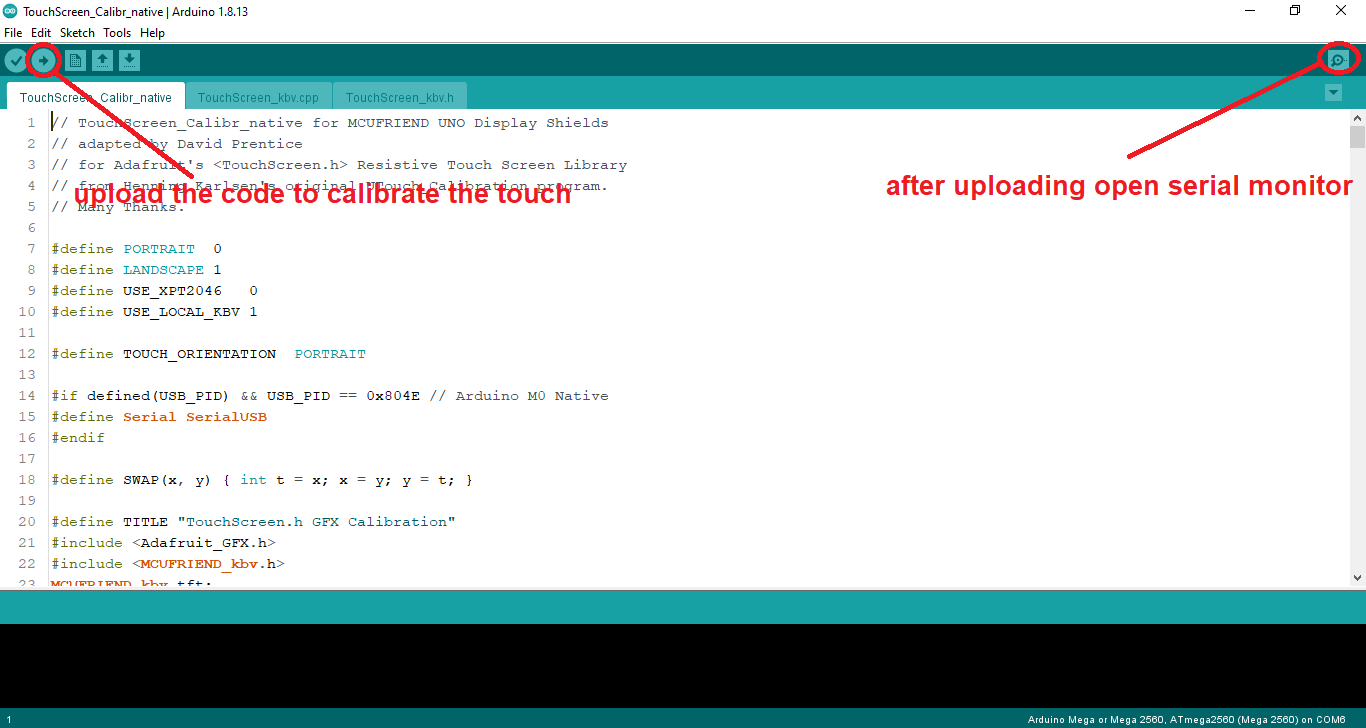 TouchScreen_Calibr_native | Arduino 1.8.13
File Edit Sketch Tools Help
TouchScreen_Calibr_native TouchScreen_kbv.cpp TouchScreen_kbv.h
1 // TouchScreen_Calibr_native for MCUFRIEND UNO Display Shields
2 // adapted by David Prentice
3 // for Adafruit's <TouchScreen.h> Resistive Touch Screen Library
4 // from Henning Karlsen's original UTouch Calibration program.
upload the code to calibrate the touch
after uploading open serial monitor
5 // Many Thanks.
6
7 #define PORTRAIT 0
8 #define LANDSCAPE 1
9 #define USE_XPT2046 0
10 #define USE_LOCAL_KBV 1
11
12 #define TOUCH_ORIENTATION PORTRAIT
13
14 #if defined(USB_PID) && USB_PID == 0x804E // Arduino M0 Native
15 #define Serial SerialUSB
16 #endif
17
18 #define SWAP(x, y) { int t = x; x = y; y = t; }
19
20 #define TITLE "TouchScreen.h GFX Calibration"
21 #include <Adafruit_GFX.h>
22 #include <MCUFRIEND_kbv.h>
23 MCUFRIEND_kbv tft;
1
Arduino Mega or Mega 2560, ATmega2560 (Mega 2560) on COM6